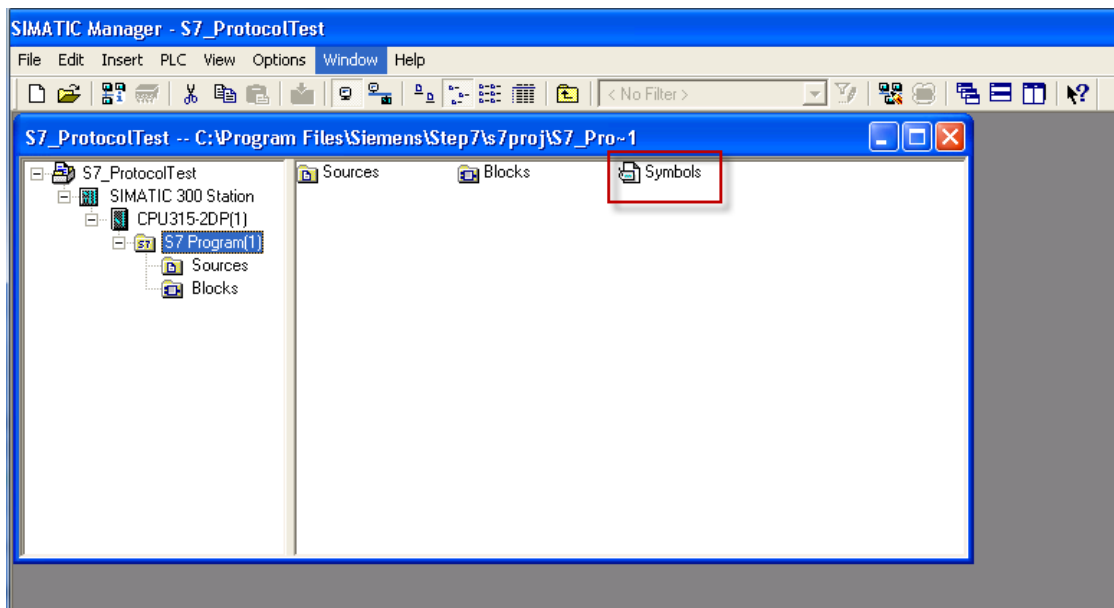 SIMATIC Manager - S7_ProtocolTest
File Edit Insert PLC View Options Window Help
< No Filter >
S7_ProtocolTest -- C:\Program Files\Siemens\Step7\s7proj\S7_Pro~1
S7_ProtocolTest
SIMATIC 300 Station
CPU315-2DP(1)
S7 Program(1)
Sources
Blocks
Sources Blocks Symbols